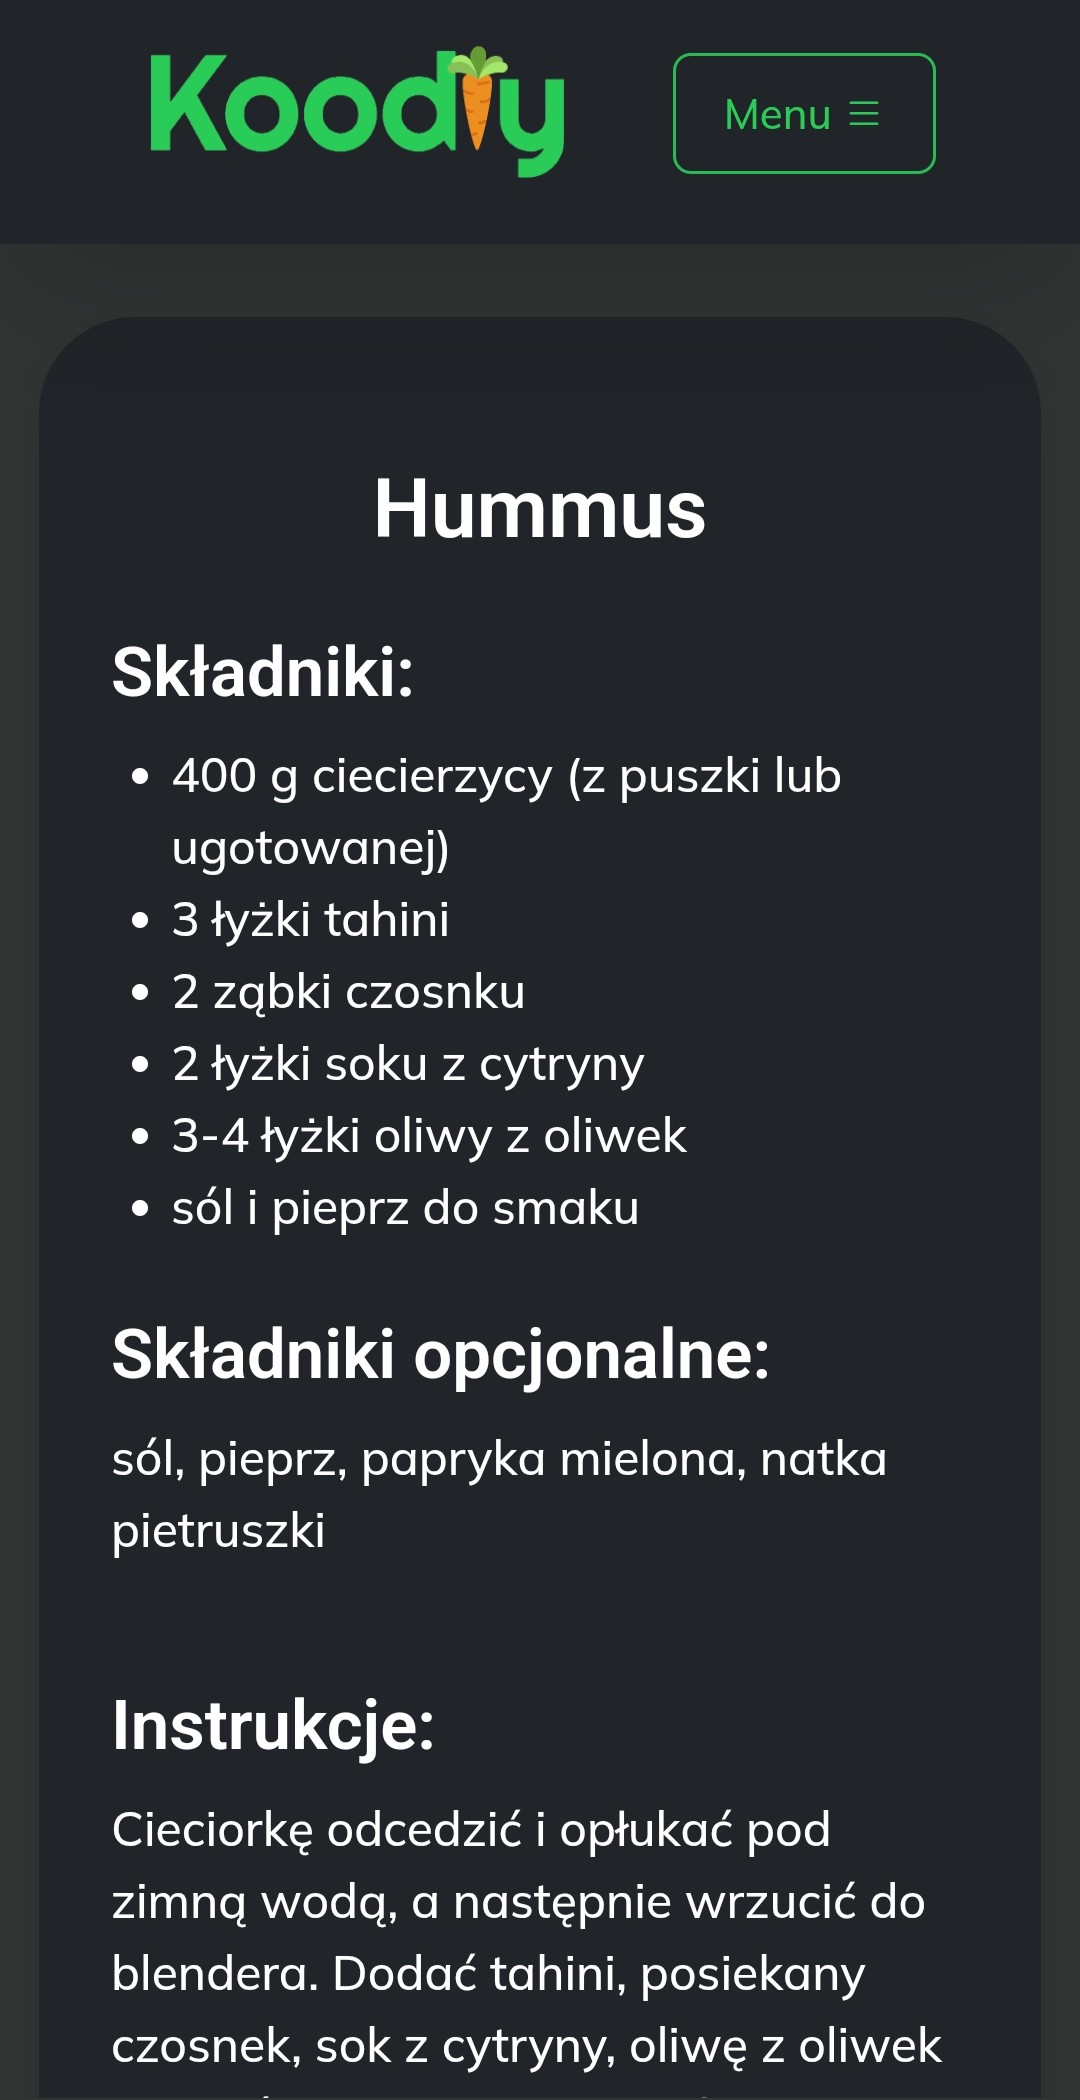 Koodiy
Menu
Hummus
Składniki:
400 g ciecierzycy (z puszki lub
ugotowanej)
3 łyżki tahini
2 ząbki czosnku
2 łyżki soku z cytryny
3-4 łyżki oliwy z oliwek
sól i pieprz do smaku
Składniki opcjonalne:
sól, pieprz, papryka mielona, natka
pietruszki
Instrukcje:
Cieciorkę odcedzić i opłukać pod
zimną wodą, a następnie wrzucić do
blendera. Dodać tahini, posiekany
czosnek, sok z cytryny, oliwę z oliwek